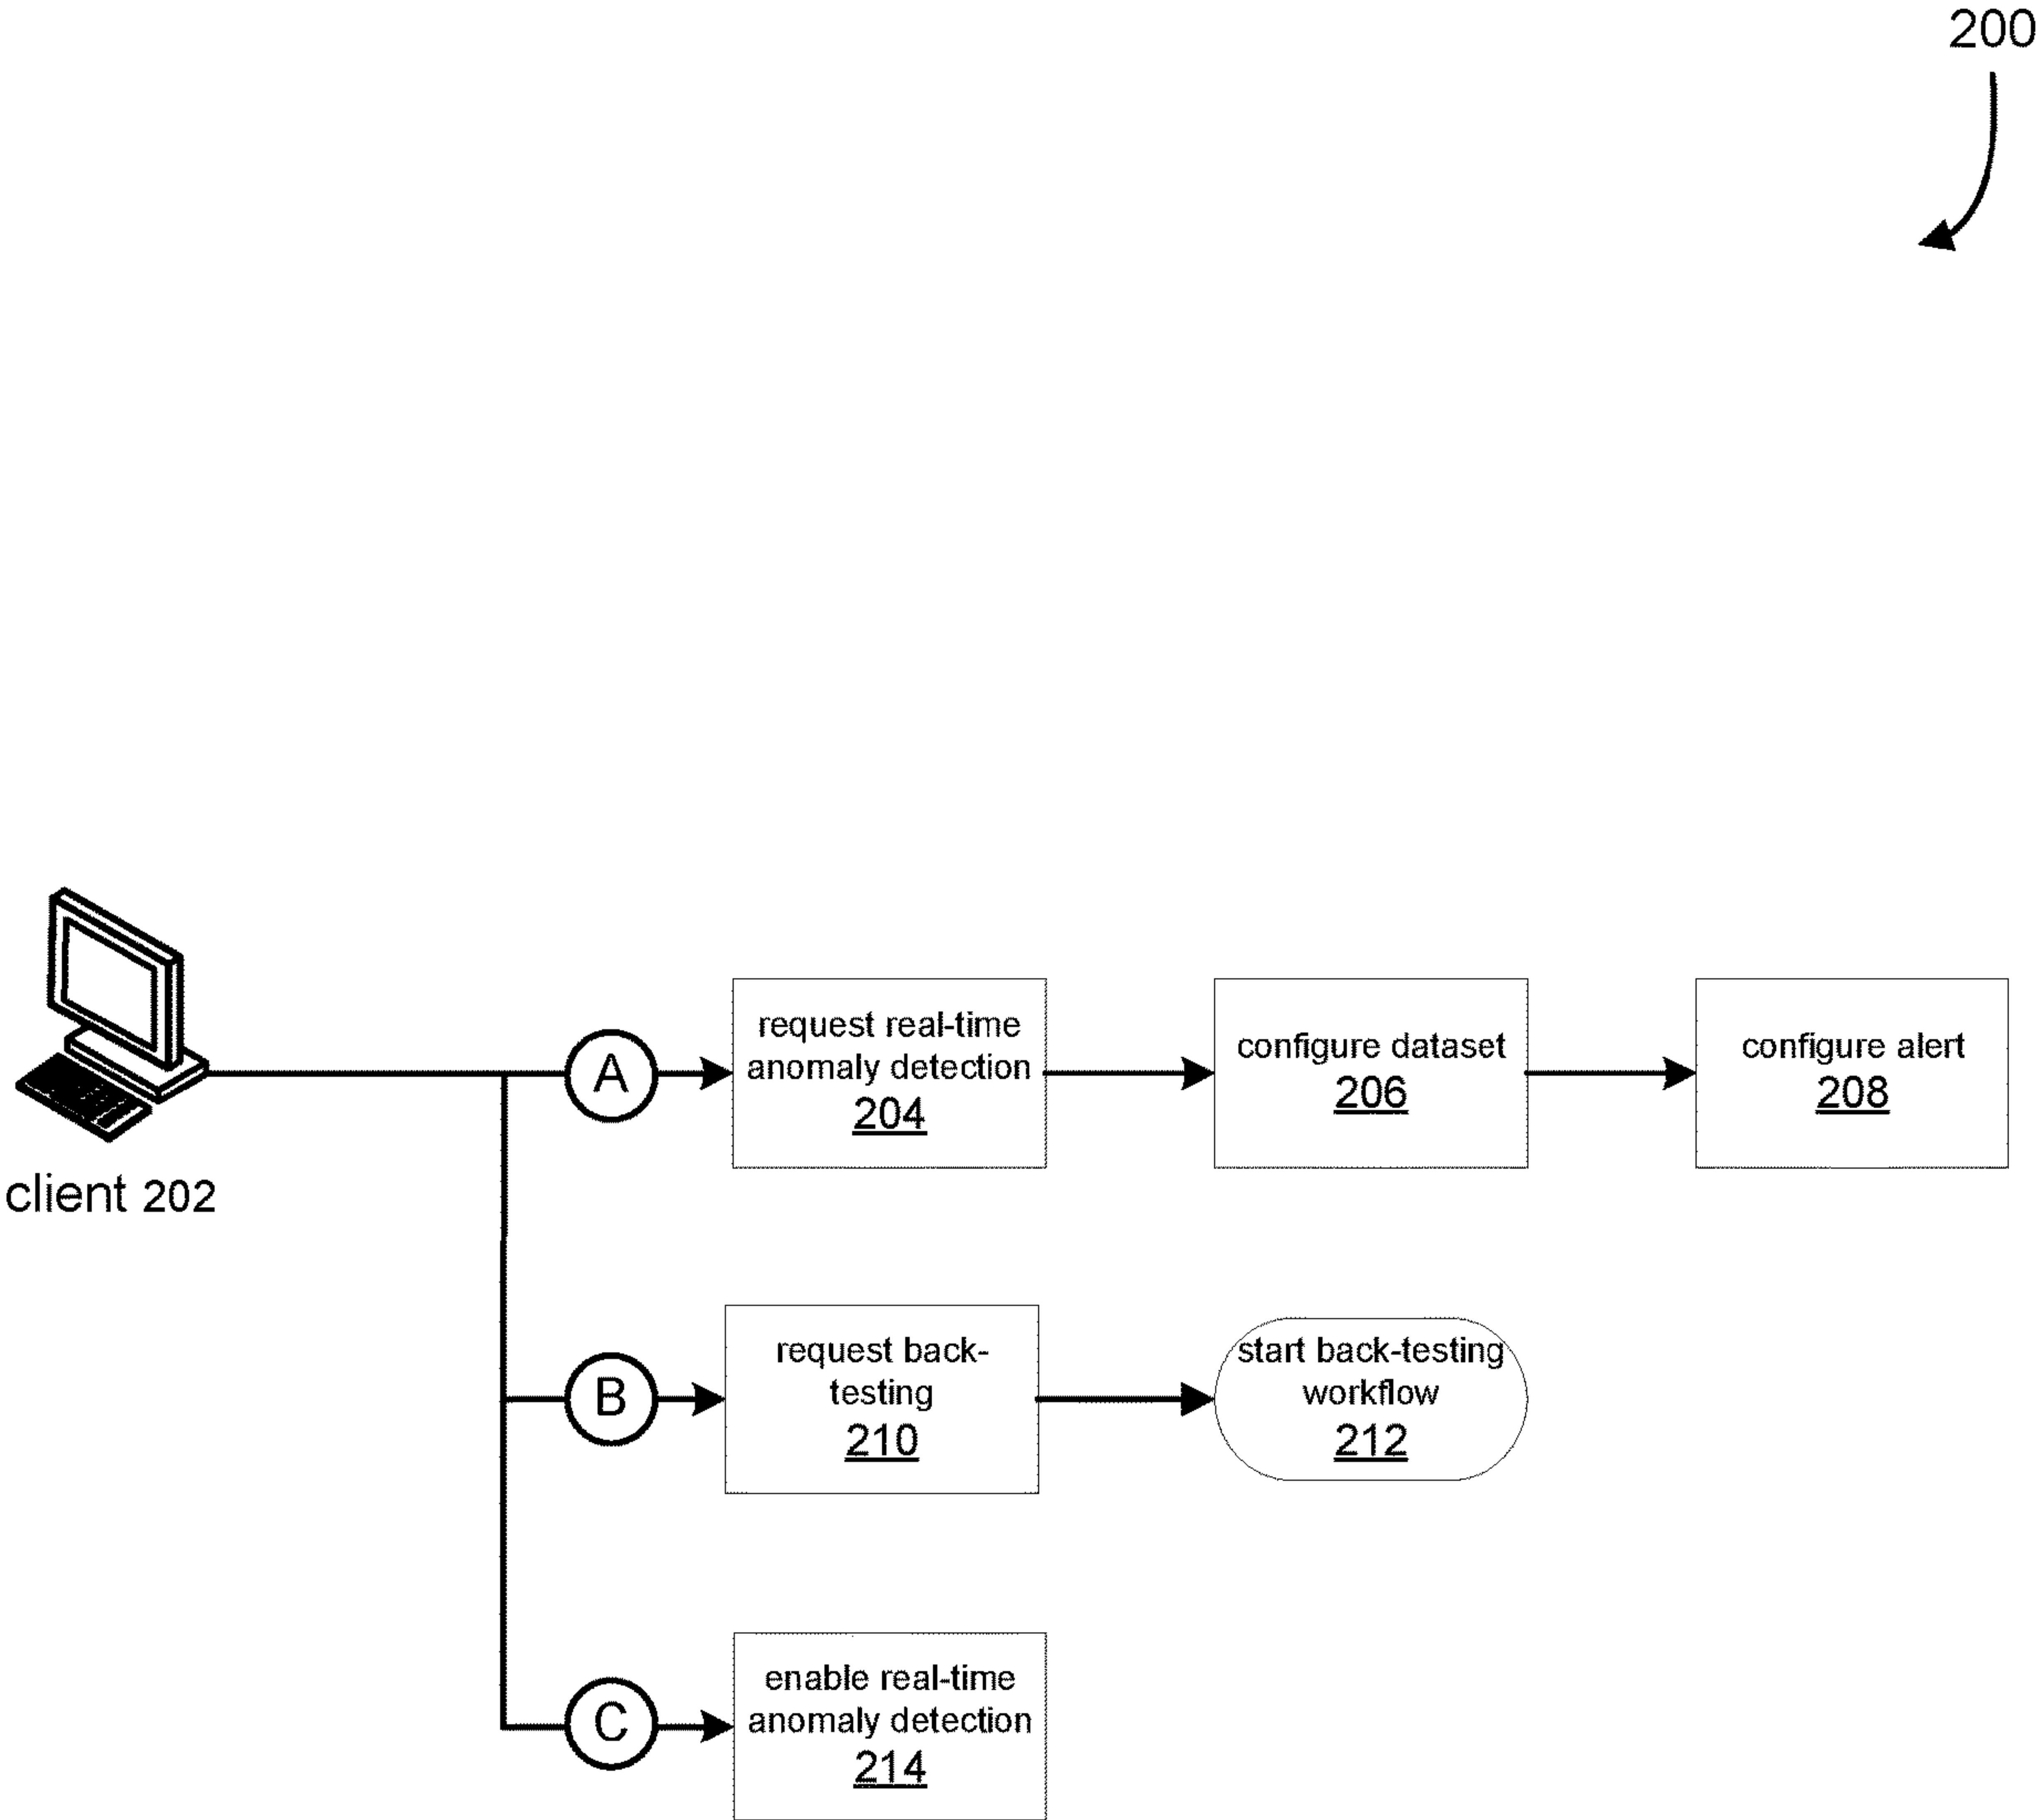 200
A
request real-time
anomaly detection
204
configure dataset
206
configure alert
208
client 202
B
request back-
testing
210
start back-testing
workflow
212
C
enable real-time
anomaly detection
214